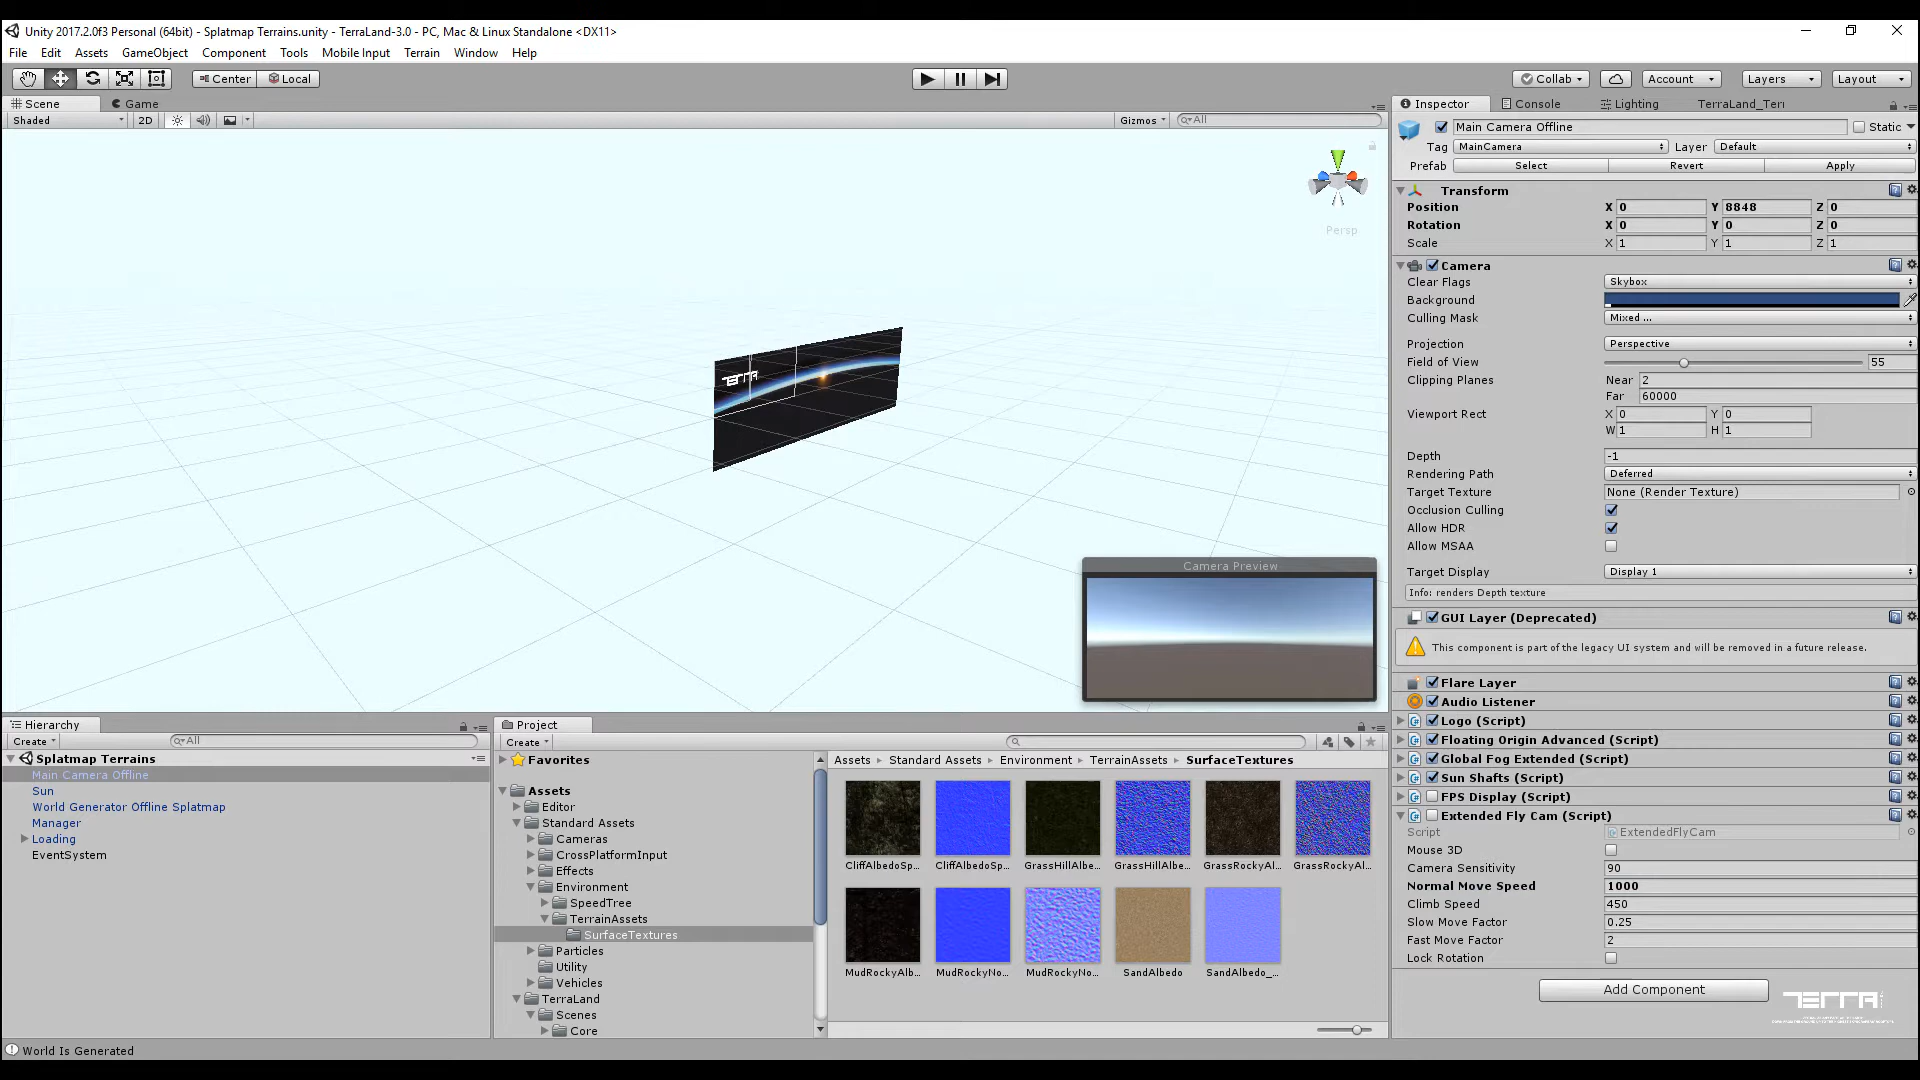 Unity 2017.2.0f3 Personal (64bit) - Splatmap Terrains.unity - TerraLand-3.0 - PC, Mac & Linux Standalone <DX11>
File Edit Assets GameObject Component Tools Mobile Input Terrain Window Help
Center Local Collab Account Layers Layout
Scene Game
Shaded 2D Gizmos All
Persp
TERRA
Camera Preview
Inspector Console Lighting TerraLand_Terr
Main Camera Offline Static
Tag MainCamera Layer Default
Prefab Select Revert Apply
Transform
Position X 0 Y 8848 Z 0
Rotation X 0 Y 0 Z 0
Scale X 1 Y 1 Z 1
Camera
Clear Flags Skybox
Background
Culling Mask Mixed ...
Projection Perspective
Field of View 55
Clipping Planes Near 2
Far 60000
Viewport Rect X 0 Y 0
W 1 H 1
Depth -1
Rendering Path Deferred
Target Texture None (Render Texture)
Occlusion Culling
Allow HDR
Allow MSAA
Target Display Display 1
Info: renders Depth texture
GUI Layer (Deprecated)
This component is part of the legacy UI system and will be removed in a future release.
Flare Layer
Audio Listener
Logo (Script)
Floating Origin Advanced (Script)
Global Fog Extended (Script)
Sun Shafts (Script)
FPS Display (Script)
Extended Fly Cam (Script)
Script ExtendedFlyCam
Mouse 3D
Camera Sensitivity 90
Normal Move Speed 1000
Climb Speed 450
Slow Move Factor 0.25
Fast Move Factor 2
Lock Rotation
Add Component
TERRA
Hierarchy
Create All
Splatmap Terrains
Main Camera Offline
Sun
World Generator Offline Splatmap
Manager
Loading
EventSystem
Project
Create
Favorites
Assets
Editor
Standard Assets
Cameras
CrossPlatformInput
Effects
Environment
SpeedTree
TerrainAssets
SurfaceTextures
Particles
Utility
Vehicles
TerraLand
Scenes
Core
Assets Standard Assets Environment TerrainAssets SurfaceTextures
CliffAlbedoSp... CliffAlbedoSp... GrassHillAlbe... GrassHillAlbe... GrassRockyAl... GrassRockyAl...
MudRockyAlb... MudRockyNo... MudRockyNo... SandAlbedo SandAlbedo_...
World Is Generated